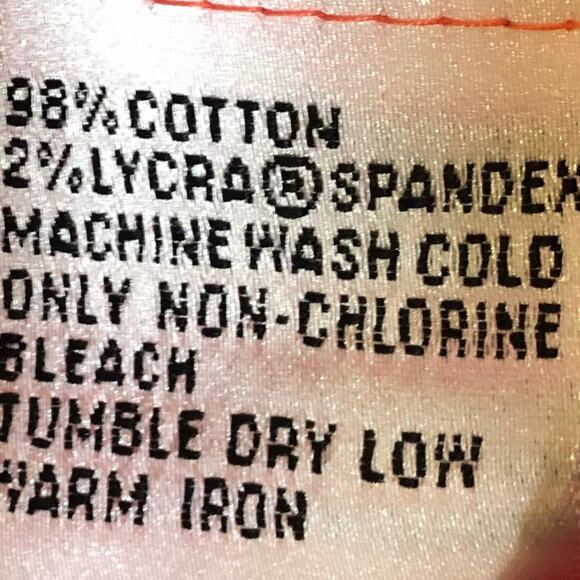 98% COTTON
2% LYCRA® SPANDEX
MACHINE WASH COLD
ONLY NON-CHLORINE
BLEACH
TUMBLE DRY LOW
WARM IRON